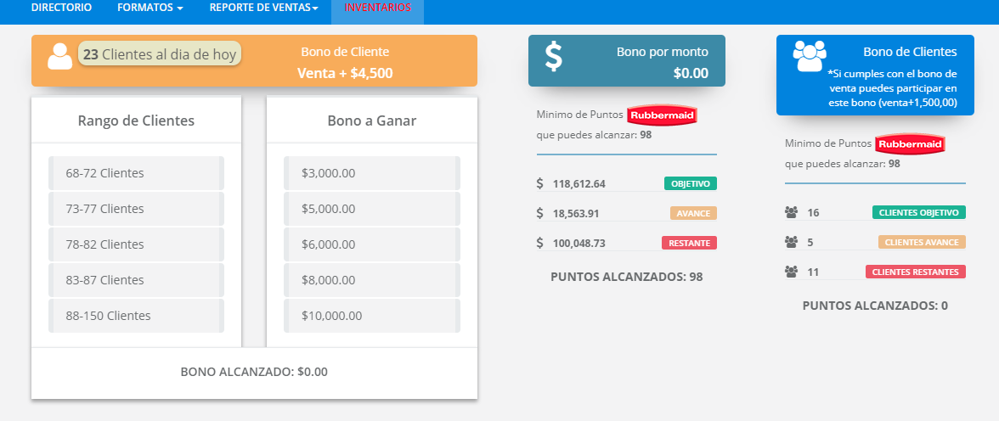 DIRECTORIO FORMATOS REPORTE DE VENTAS INVENTARIOS
23 Clientes al dia de hoy
Bono de Cliente
Venta + $4,500
Rango de Clientes
68-72 Clientes
73-77 Clientes
78-82 Clientes
83-87 Clientes
88-150 Clientes
Bono a Ganar
$3,000.00
$5,000.00
$6,000.00
$8,000.00
$10,000.00
BONO ALCANZADO: $0.00
Bono por monto
$0.00
Minimo de Puntos Rubbermaid
que puedes alcanzar: 98
118,612.64 OBJETIVO
18,563.91 AVANCE
100,048.73 RESTANTE
PUNTOS ALCANZADOS: 98
Bono de Clientes
*Si cumples con el bono de
venta puedes participar en
este bono (venta+1,500,00)
Minimo de Puntos Rubbermaid
que puedes alcanzar: 98
16 CLIENTES OBJETIVO
5 CLIENTES AVANCE
11 CLIENTES RESTANTES
PUNTOS ALCANZADOS: 0